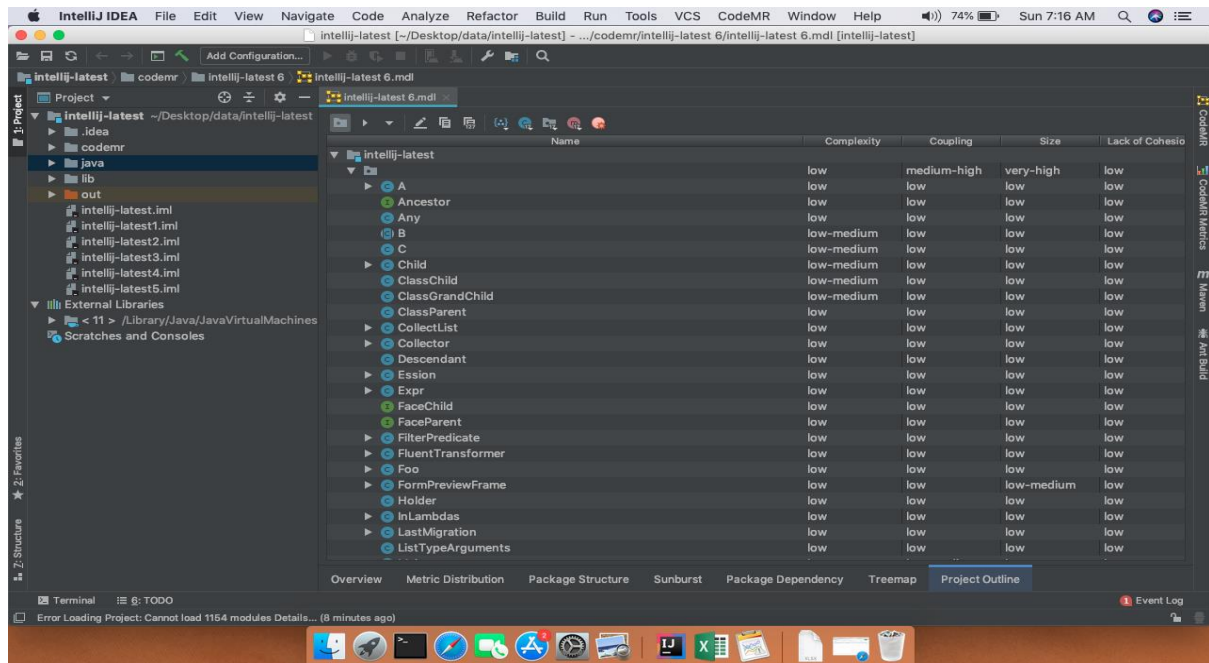 IntelliJ IDEA File Edit View Navigate Code Analyze Refactor Build Run Tools VCS CodeMR Window Help 74% Sun 7:16 AM
intellij-latest [~/Desktop/data/intellij-latest] - .../codemr/intellij-latest 6/intellij-latest 6.mdl [intellij-latest]
Add Configuration...
intellij-latest codemr intellij-latest 6 intellij-latest 6.mdl
1: Project
Project
intellij-latest ~/Desktop/data/intellij-latest
.idea
codemr
java
lib
out
intellij-latest.iml
intellij-latest1.iml
intellij-latest2.iml
intellij-latest3.iml
intellij-latest4.iml
intellij-latest5.iml
External Libraries
< 11 > /Library/Java/JavaVirtualMachines
Scratches and Consoles
2: Favorites
Z: Structure
intellij-latest 6.mdl
Name Complexity Coupling Size Lack of Cohesio
intellij-latest
low medium-high very-high low
A low low low low
Ancestor low low low low
Any low low low low
B low-medium low low low
C low-medium low low low
Child low-medium low low low
ClassChild low-medium low low low
ClassGrandChild low-medium low low low
ClassParent low low low low
CollectList low low low low
Collector low low low low
Descendant low low low low
Ession low low low low
Expr low low low low
FaceChild low low low low
FaceParent low low low low
FilterPredicate low low low low
FluentTransformer low low low low
Foo low low low low
FormPreviewFrame low low low-medium low
Holder low low low low
InLambdas low low low low
LastMigration low low low low
ListTypeArguments low low low low
Overview Metric Distribution Package Structure Sunburst Package Dependency Treemap Project Outline
CodeMR
CodeMR Metrics
Maven
Ant Build
Terminal 6: TODO 1 Event Log
Error Loading Project: Cannot load 1154 modules Details... (8 minutes ago)
2
IJ